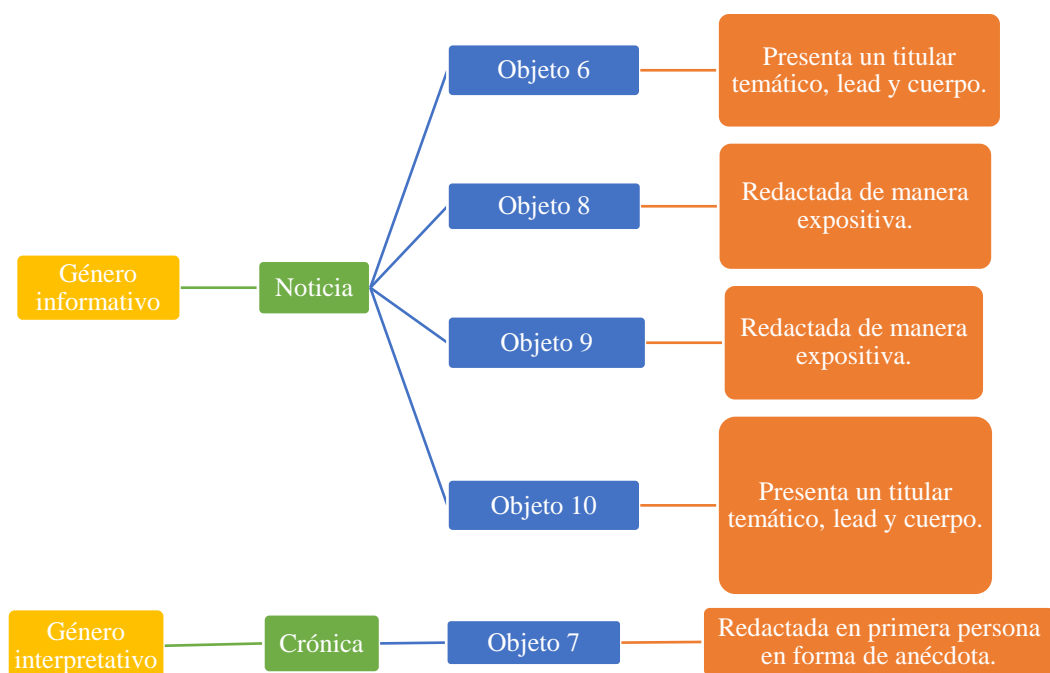 Género
informativo
Noticia
Objeto 6
Presenta un titular
temático, lead y cuerpo.
Objeto 8
Redactada de manera
expositiva.
Objeto 9
Redactada de manera
expositiva.
Objeto 10
Presenta un titular
temático, lead y cuerpo.
Género
interpretativo
Crónica
Objeto 7
Redactada en primera persona
en forma de anécdota.